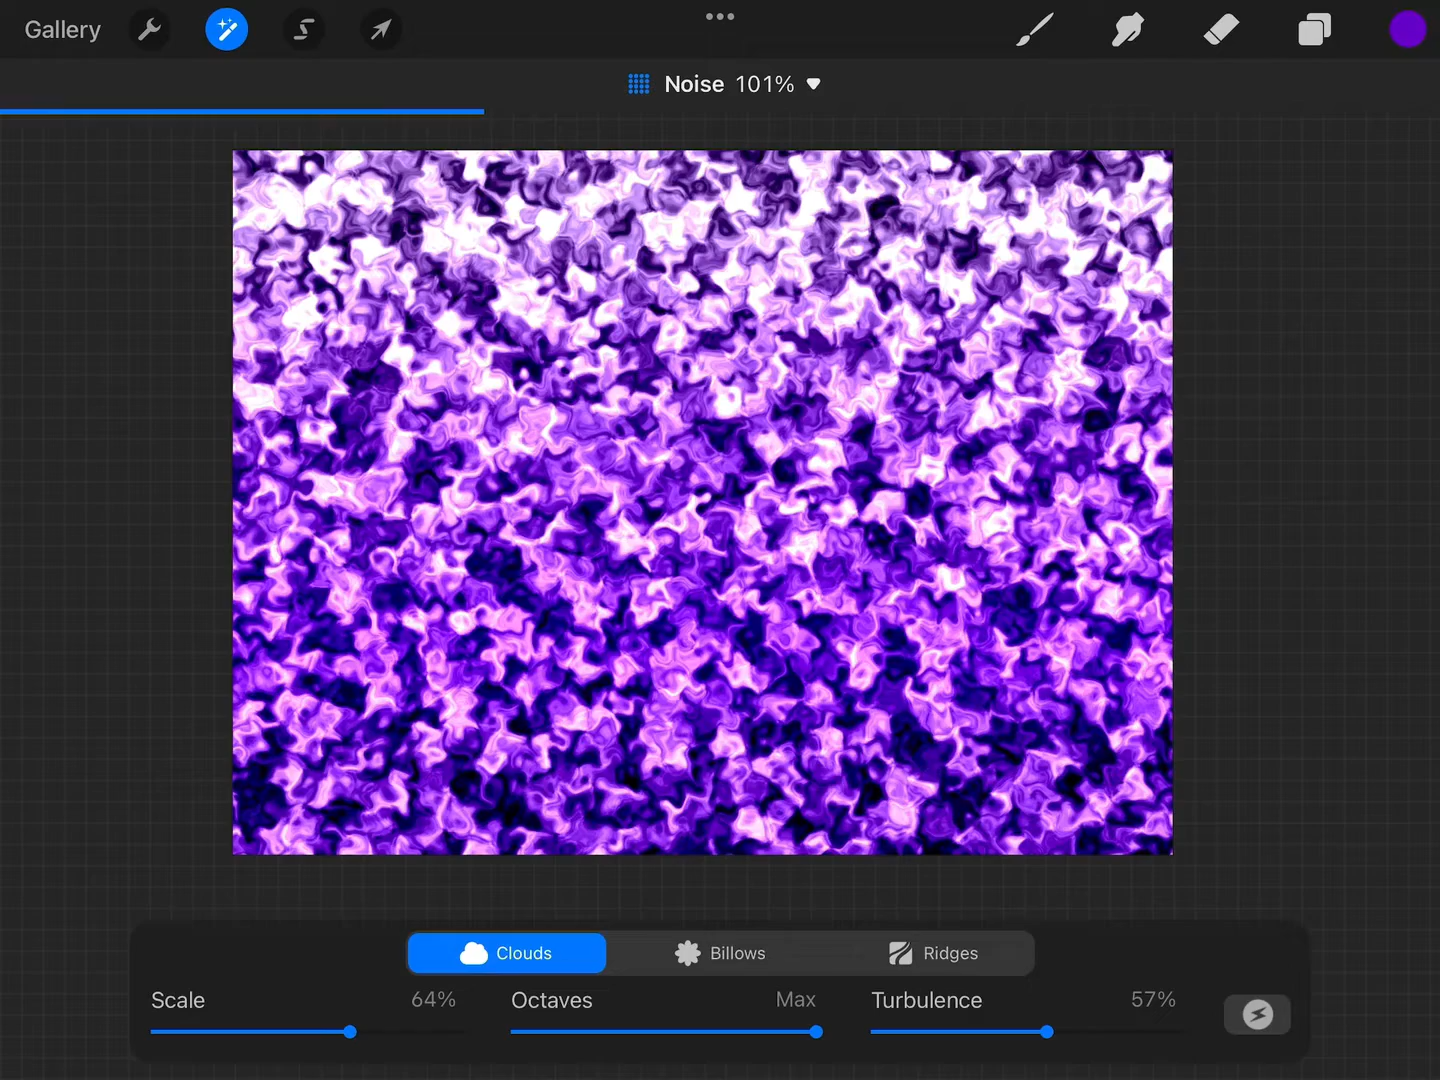 Gallery
Noise 101%
Clouds Billows Ridges
Scale 64% Octaves Max Turbulence 57%